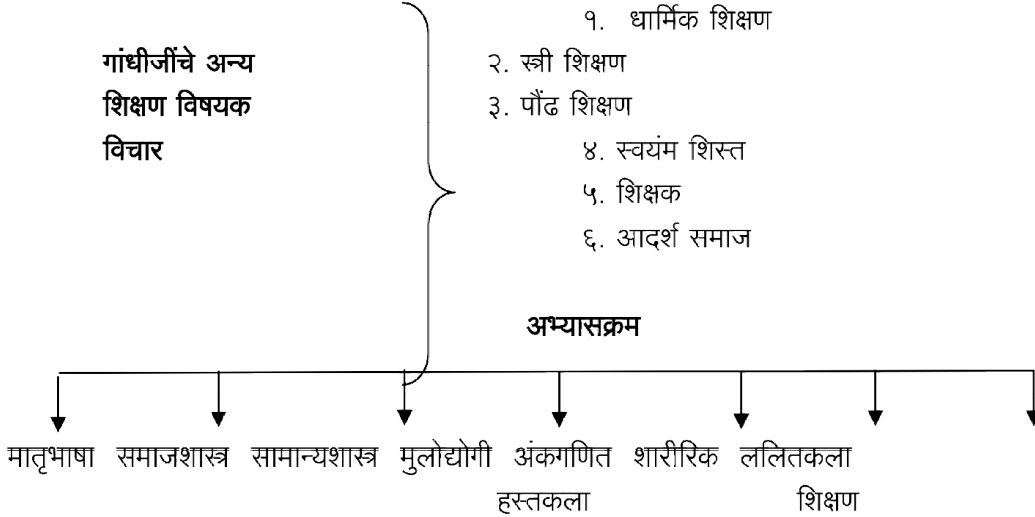 १. धार्मिक शिक्षण
गांधीजींचे अन्य
२. स्त्री शिक्षण
शिक्षण विषयक
३. पौंढ शिक्षण
विचार
४. स्वयंम शिस्त
५. शिक्षक
६. आदर्श समाज
अभ्यासक्रम
मातृभाषा समाजशास्त्र सामान्यशास्त्र मुलोद्योगी अंकगणित शारीरिक ललितकला
हस्तकला शिक्षण